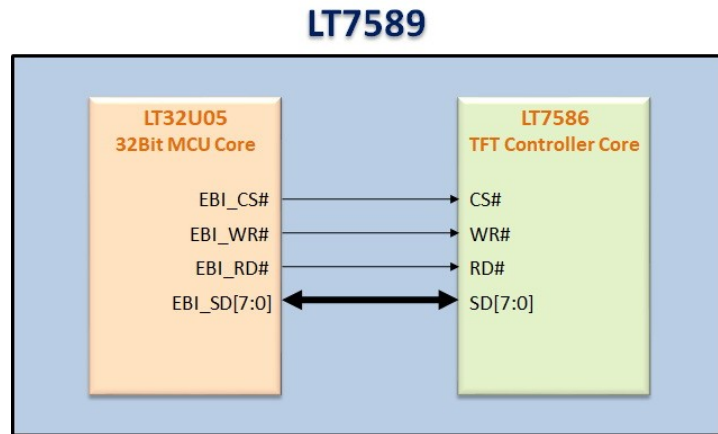 LT7589
LT32U05
32Bit MCU Core
EBI_CS#
EBI_WR#
EBI_RD#
EBI_SD[7:0]
LT7586
TFT Controller Core
CS#
WR#
RD#
SD[7:0]